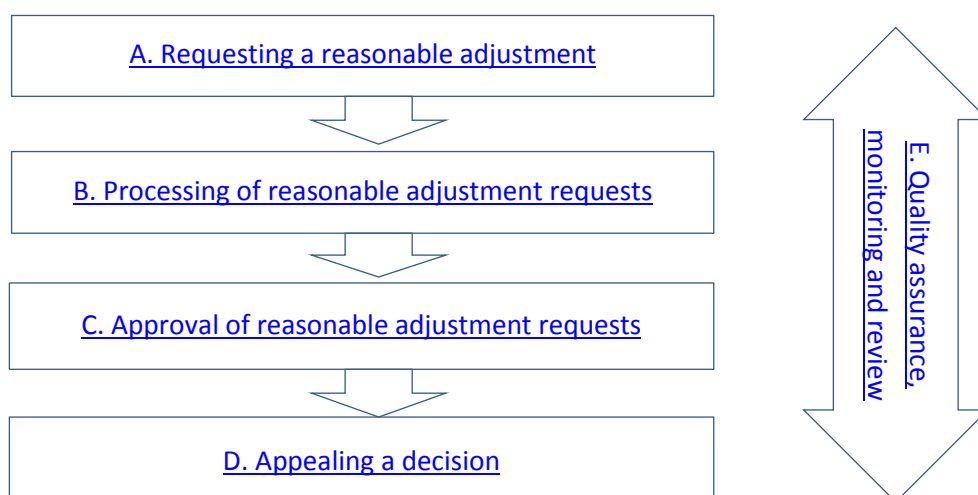 A. Requesting a reasonable adjustment
B. Processing of reasonable adjustment requests
C. Approval of reasonable adjustment requests
D. Appealing a decision
E. Quality assurance,
monitoring and review